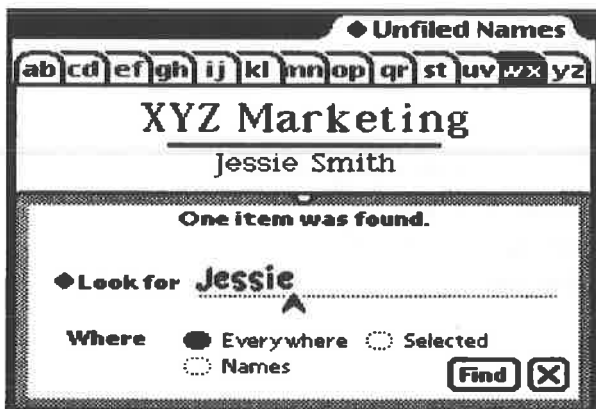 Unfiled Names
ab cd ef gh ij kl mn op qr st uv wx yz
XYZ Marketing
Jessie Smith
One item was found.
Look for Jessie
Where Everywhere Selected
Names
Find X